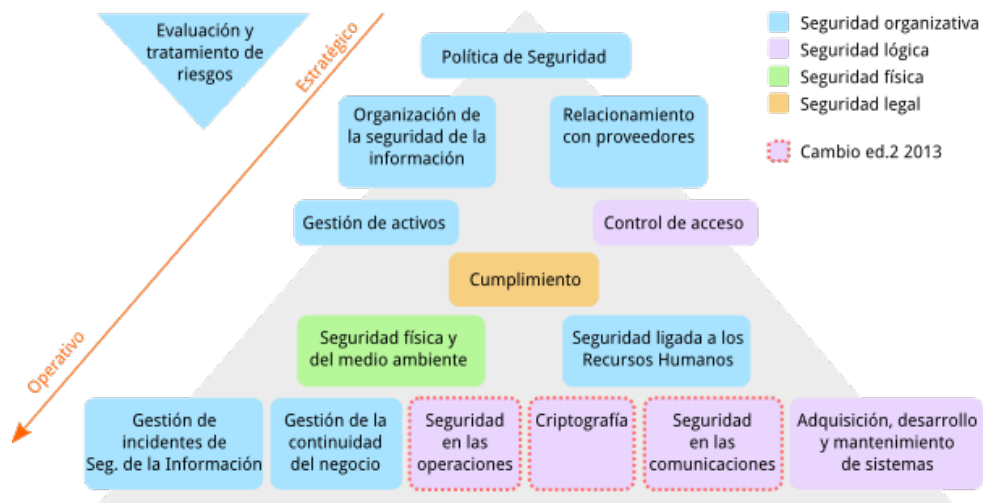 Evaluación y
tratamiento de
riesgos
Estratégico
Operativo
Política de Seguridad
Organización de
la seguridad de la
información
Relacionamiento
con proveedores
Gestión de activos
Control de acceso
Cumplimiento
Seguridad física y
del medio ambiente
Seguridad ligada a los
Recursos Humanos
Gestión de
incidentes de
Seg. de la Información
Gestión de la
continuidad
del negocio
Seguridad
en las
operaciones
Criptografía
Seguridad
en las
comunicaciones
Adquisición, desarrollo
y mantenimiento
de sistemas
Seguridad organizativa
Seguridad lógica
Seguridad física
Seguridad legal
Cambio ed.2 2013